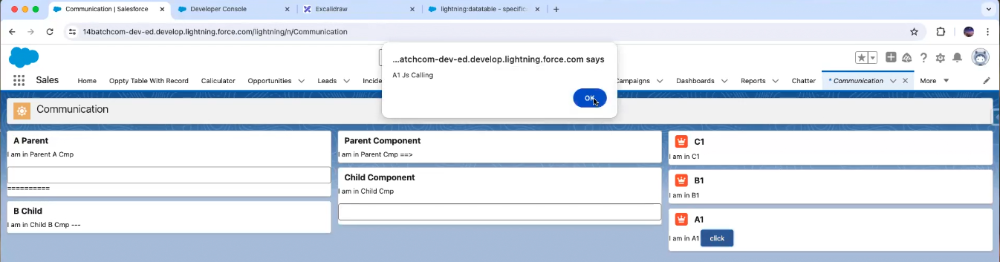 Communication | Salesforce
Developer Console
Excalidraw
lightning:datatable - specific
14batchcom-dev-ed.develop.lightning.force.com/lightning/n/Communication
...atchcom-dev-ed.develop.lightning.force.com says
A1 Js Calling
OK
Sales
Home
Oppty Table With Record
Calculator
Opportunities
Leads
Incide
Campaigns
Dashboards
Reports
Chatter
* Communication
More
Communication
A Parent
I am in Parent A Cmp
==========
B Child
I am in Child B Cmp ---
Parent Component
I am in Parent Cmp ==>
Child Component
I am in Child Cmp
C1
I am in C1
B1
I am in B1
A1
I am in A1 click